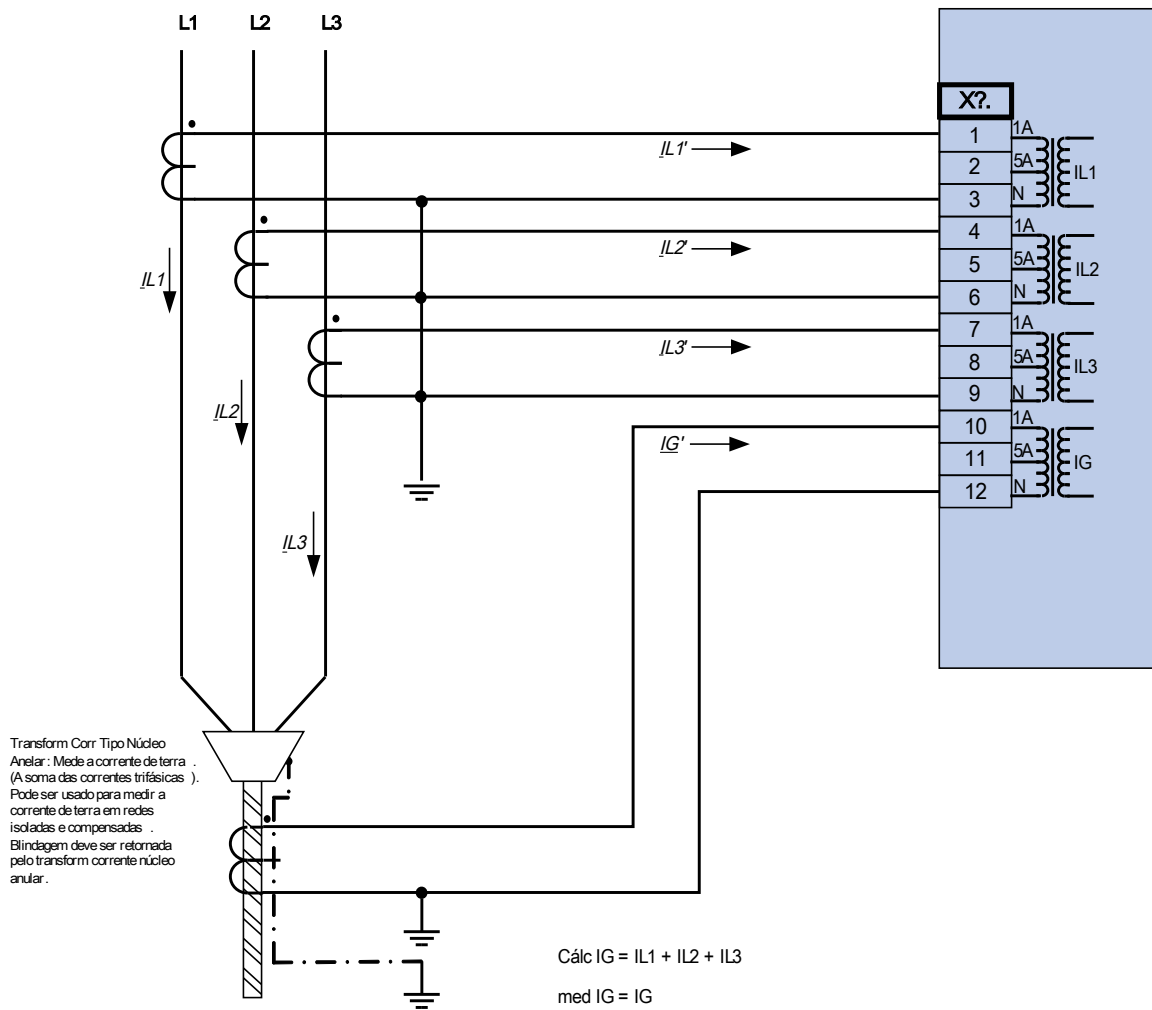 L1 L2 L3
X?.
1 1A
IL1'
2 5A IL1
3 N
4 1A
IL2'
5 5A IL2
IL1
6 N
7 1A
IL3'
8 5A IL3
9 N
IL2
10 1A
IG'
11 5A IG
12 N
IL3
Transform Corr Tipo Núcleo
Anelar : Mede a corrente de terra .
(A soma das correntes trifásicas ).
Pode ser usado para medir a
corrente de terra em redes
isoladas e compensadas .
Blindagem deve ser retornada
pelo transform corrente núcleo
anular .
Cálc IG = IL1 + IL2 + IL3
med IG = IG